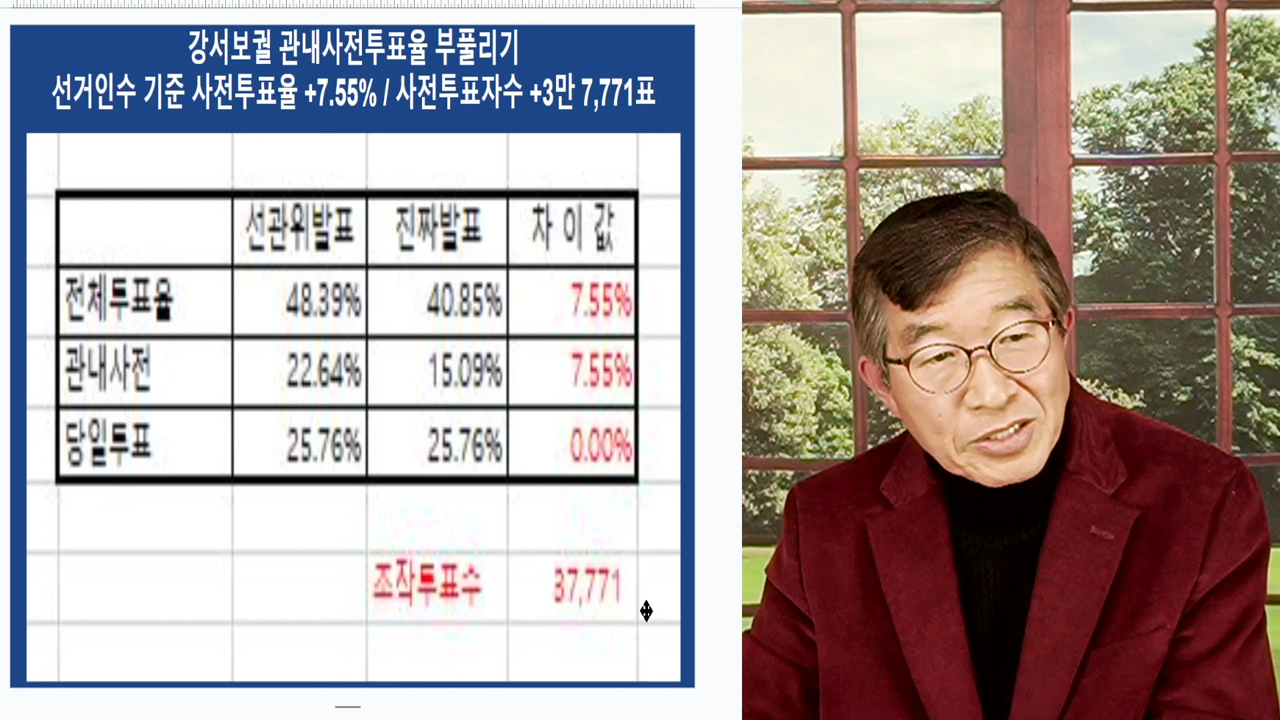 강서보궐 관내사전투표율 부풀리기
선거인수 기준 사전투표율 +7.55% / 사전투표자수 +3만 7,771표
선관위발표 진짜발표 차 이 값
전체투표율 48.39% 40.85% 7.55%
관내사전 22.64% 15.09% 7.55%
당일투표 25.76% 25.76% 0.00%
조작투표수 37,771